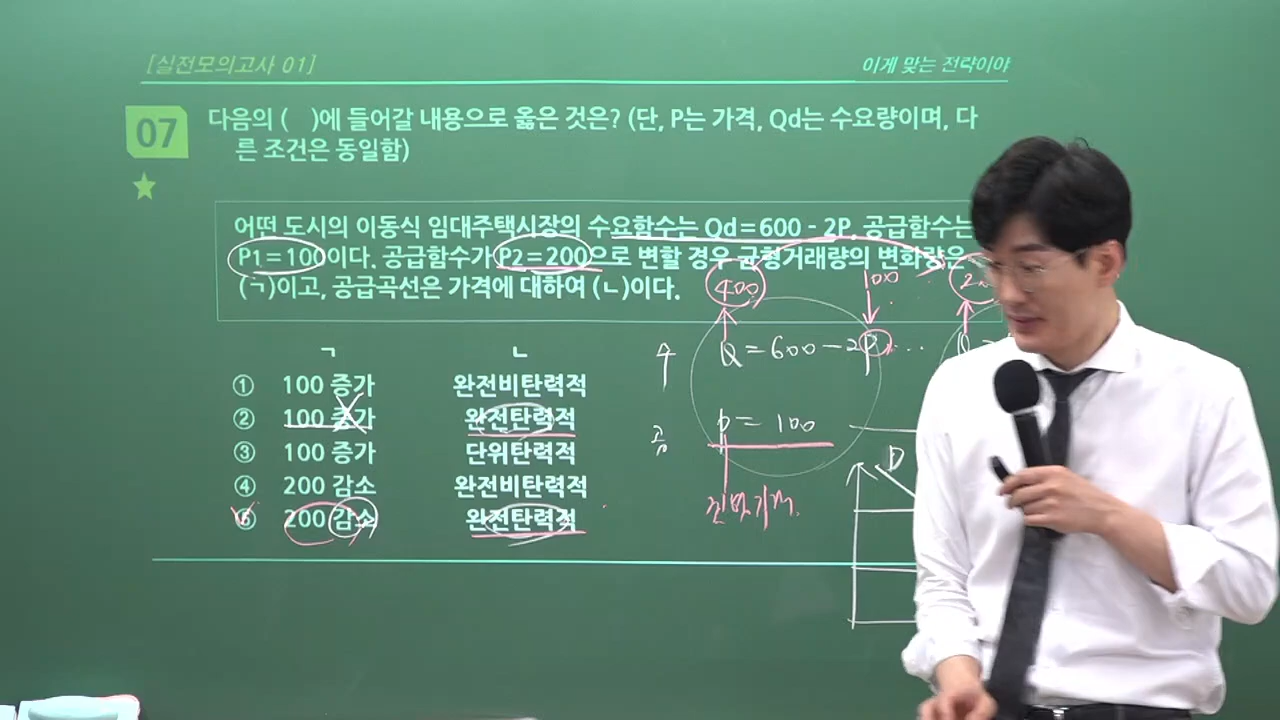 [실전모의고사 01]
이게 맞는 전략이야
07 다음의 ( )에 들어갈 내용으로 옳은 것은? (단, P는 가격, Qd는 수요량이며, 다
른 조건은 동일함)
어떤 도시의 이동식 임대주택시장의 수요함수는 Qd=600 - 2P, 공급함수는
P1=100이다. 공급함수가 P2=200으로 변할 경우 균형거래량의 변화량은
(ㄱ)이고, 공급곡선은 가격에 대하여 (ㄴ)이다.
ㄱ ㄴ
① 100 증가 완전비탄력적
② 100 증가 완전탄력적
③ 100 증가 단위탄력적
④ 200 감소 완전비탄력적
⑤ 200 감소 완전탄력적
400 100
수 Q=600-2P
공 P=100
D